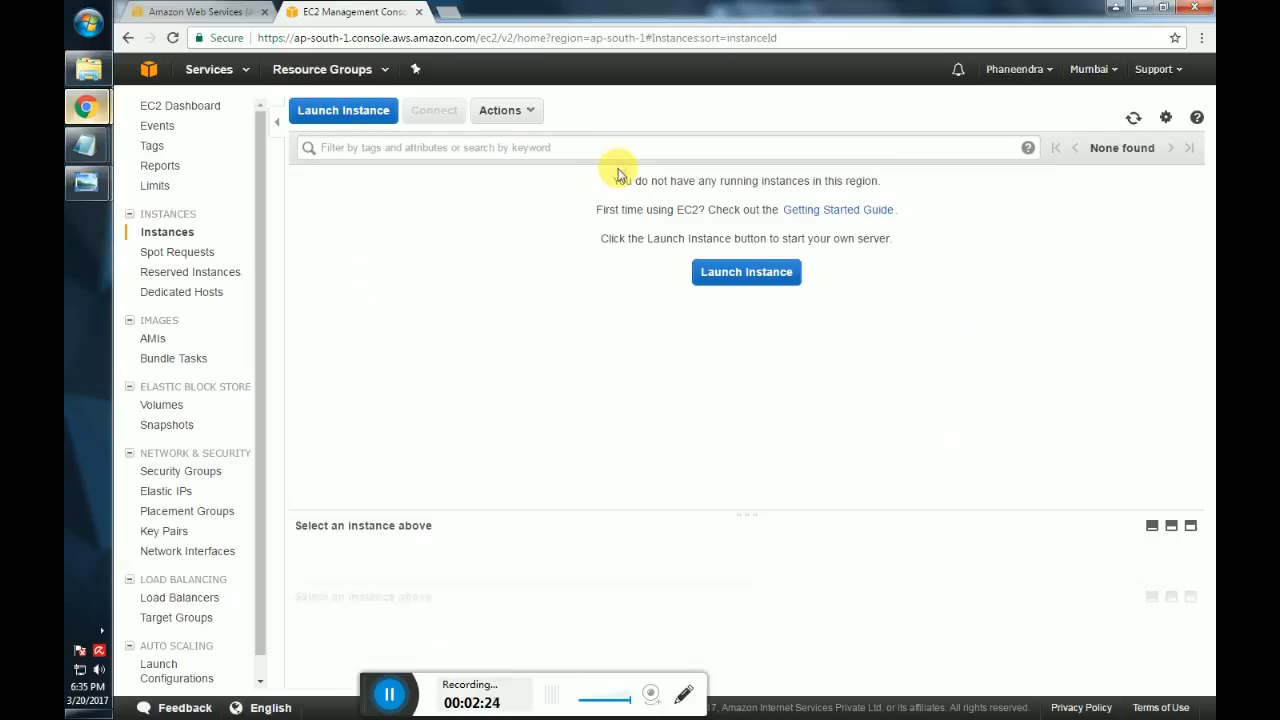 Amazon Web Services (A
EC2 Management Conso
Secure
https://ap-south-1.console.aws.amazon.com/ec2/v2/home?region=ap-south-1#Instances:sort=instanceId
Services
Resource Groups
Phaneendra
Mumbai
Support
EC2 Dashboard
Events
Tags
Reports
Limits
INSTANCES
Instances
Spot Requests
Reserved Instances
Dedicated Hosts
IMAGES
AMIs
Bundle Tasks
ELASTIC BLOCK STORE
Volumes
Snapshots
NETWORK & SECURITY
Security Groups
Elastic IPs
Placement Groups
Key Pairs
Network Interfaces
LOAD BALANCING
Load Balancers
Target Groups
AUTO SCALING
Launch
Configurations
Launch Instance
Connect
Actions
Filter by tags and attributes or search by keyword
None found
You do not have any running instances in this region.
First time using EC2? Check out the Getting Started Guide.
Click the Launch Instance button to start your own server.
Launch Instance
Select an instance above
Select an instance above
6:35 PM
3/20/2017
Recording...
00:02:24
Feedback
English
17, Amazon Internet Services Private Ltd. or its affiliates. All rights reserved.
Privacy Policy
Terms of Use